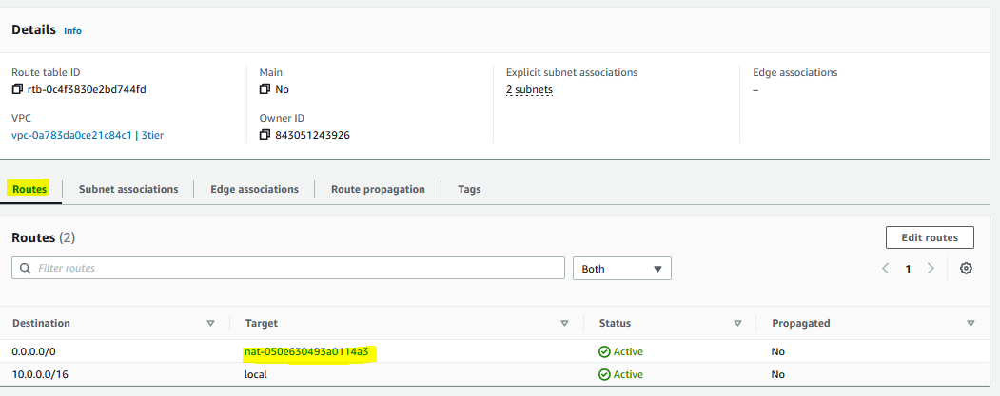 Details Info
Route table ID Main Explicit subnet associations Edge associations
rtb-0c4f3830e2bd744fd No 2 subnets –
VPC Owner ID
vpc-0a783da0ce21c84c1 | 3tier 843051243926
Routes Subnet associations Edge associations Route propagation Tags
Routes (2) Edit routes
Filter routes Both 1
Destination Target Status Propagated
0.0.0.0/0 nat-050e630493a0114a3 Active No
10.0.0.0/16 local Active No